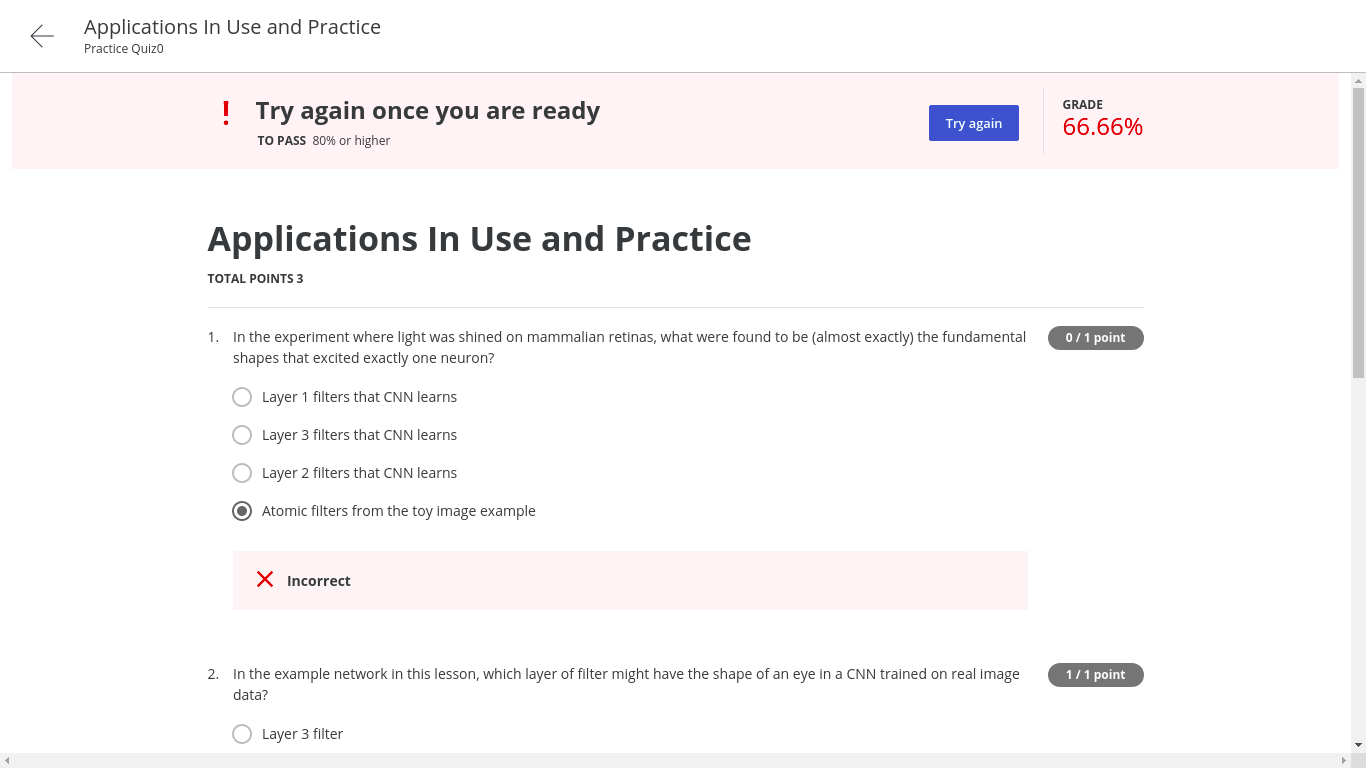 Applications In Use and Practice
Practice Quiz0
! Try again once you are ready
TO PASS 80% or higher
Try again
GRADE
66.66%
Applications In Use and Practice
TOTAL POINTS 3
1. In the experiment where light was shined on mammalian retinas, what were found to be (almost exactly) the fundamental
shapes that excited exactly one neuron?
0 / 1 point
Layer 1 filters that CNN learns
Layer 3 filters that CNN learns
Layer 2 filters that CNN learns
Atomic filters from the toy image example
Incorrect
2. In the example network in this lesson, which layer of filter might have the shape of an eye in a CNN trained on real image
data?
1 / 1 point
Layer 3 filter